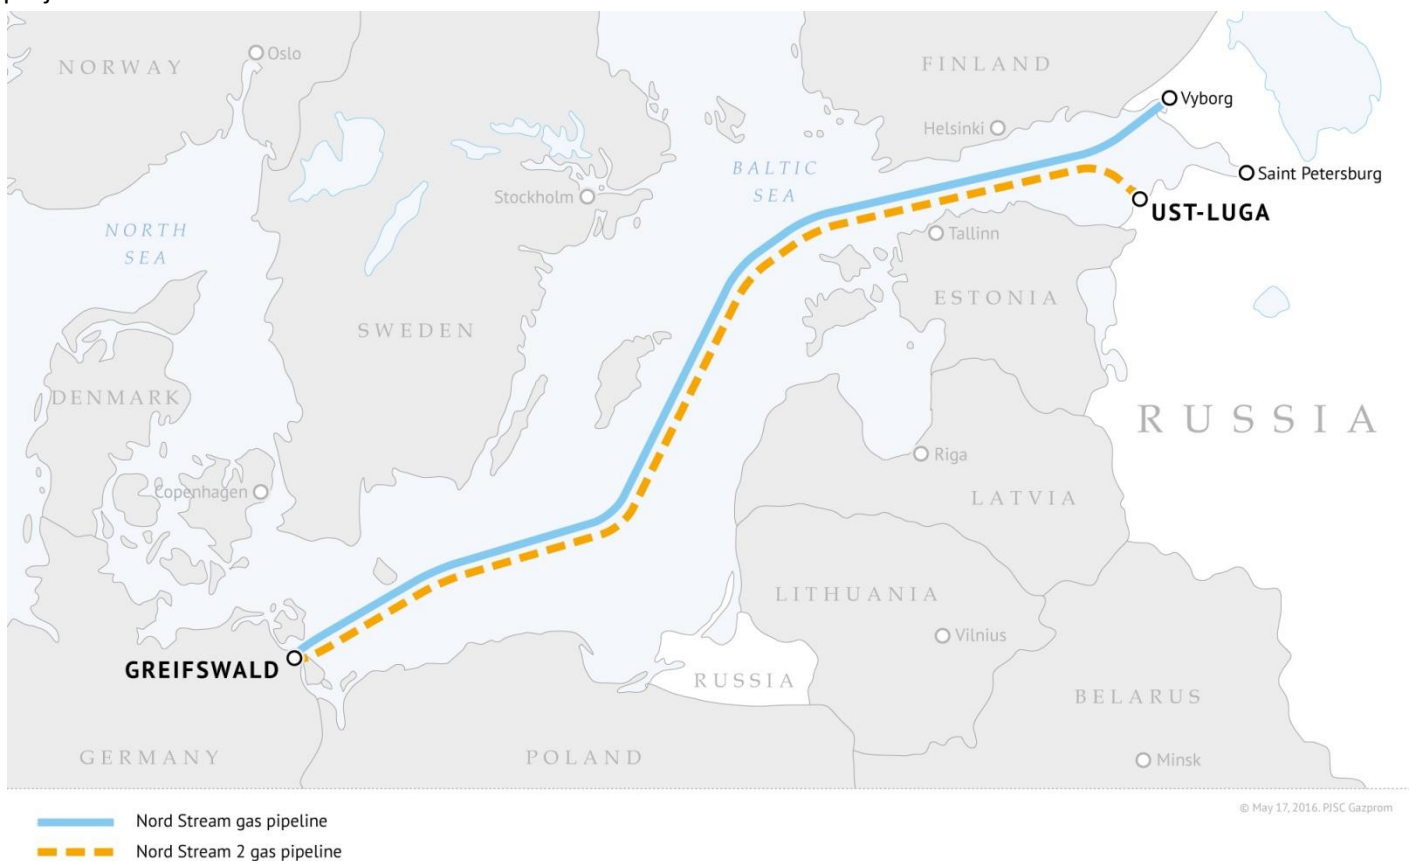 NORWAY
Oslo
FINLAND
Vyborg
Helsinki
BALTIC
SEA
Saint Petersburg
Stockholm
UST-LUGA
NORTH
SEA
Tallinn
ESTONIA
SWEDEN
DENMARK
RUSSIA
Riga
Copenhagen
LATVIA
LITHUANIA
Vilnius
GREIFSWALD
RUSSIA
BELARUS
GERMANY
POLAND
Minsk
© May 17, 2016. PJSC Gazprom
Nord Stream gas pipeline
Nord Stream 2 gas pipeline